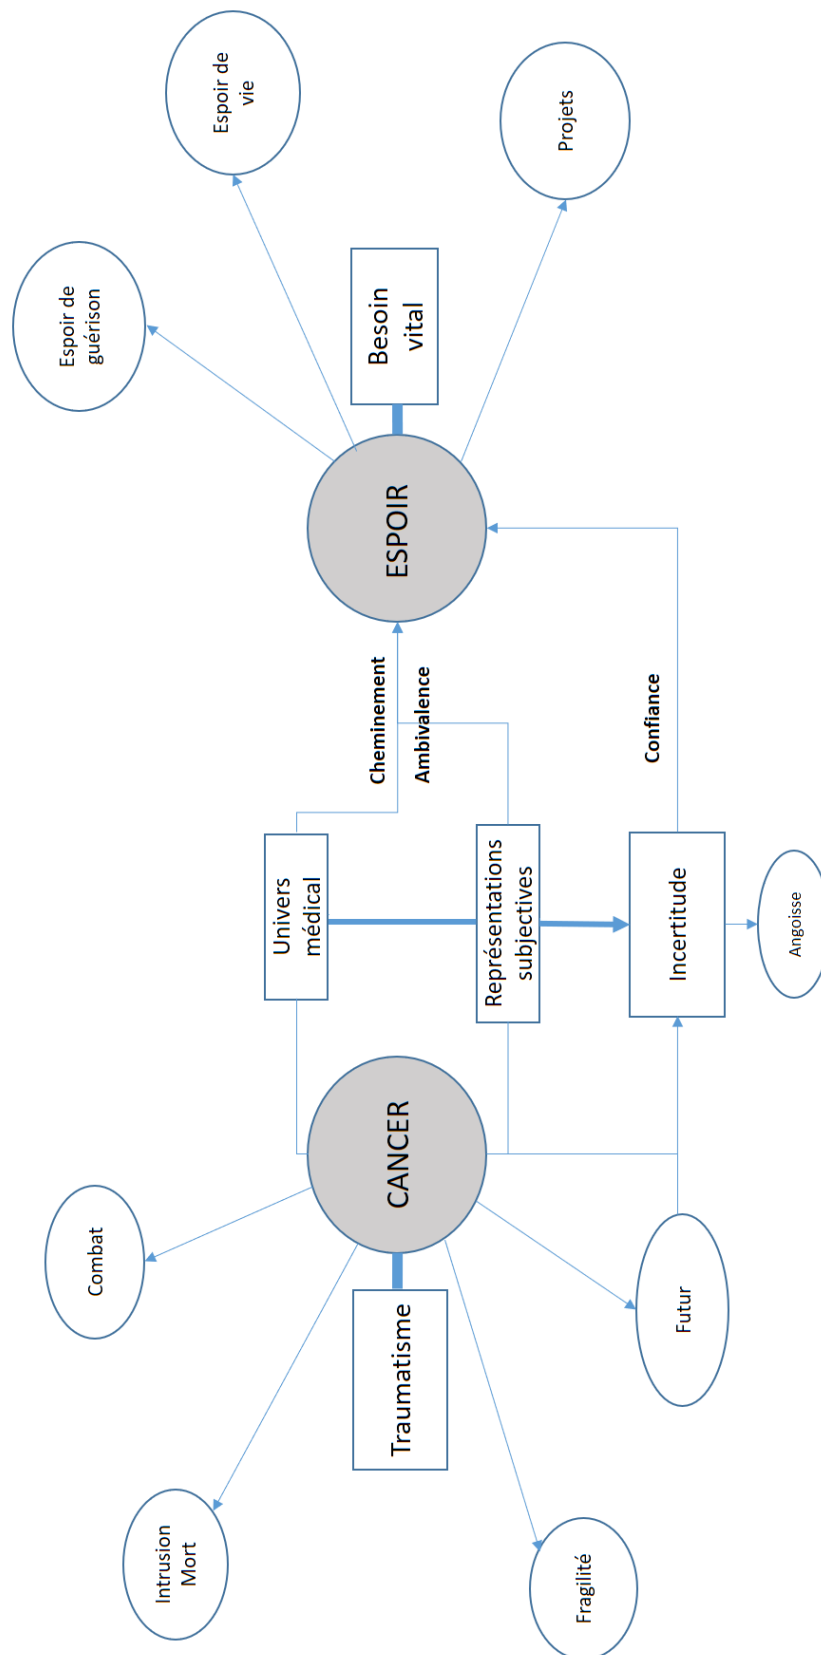 Intrusion
Mort
Combat
Traumatisme
CANCER
Fragilité
Futur
Univers
médical
Représentations
subjectives
Incertitude
Angoisse
Cheminement
Ambivalence
Confiance
ESPOIR
Besoin
vital
Espoir de
guérison
Espoir de
vie
Projets